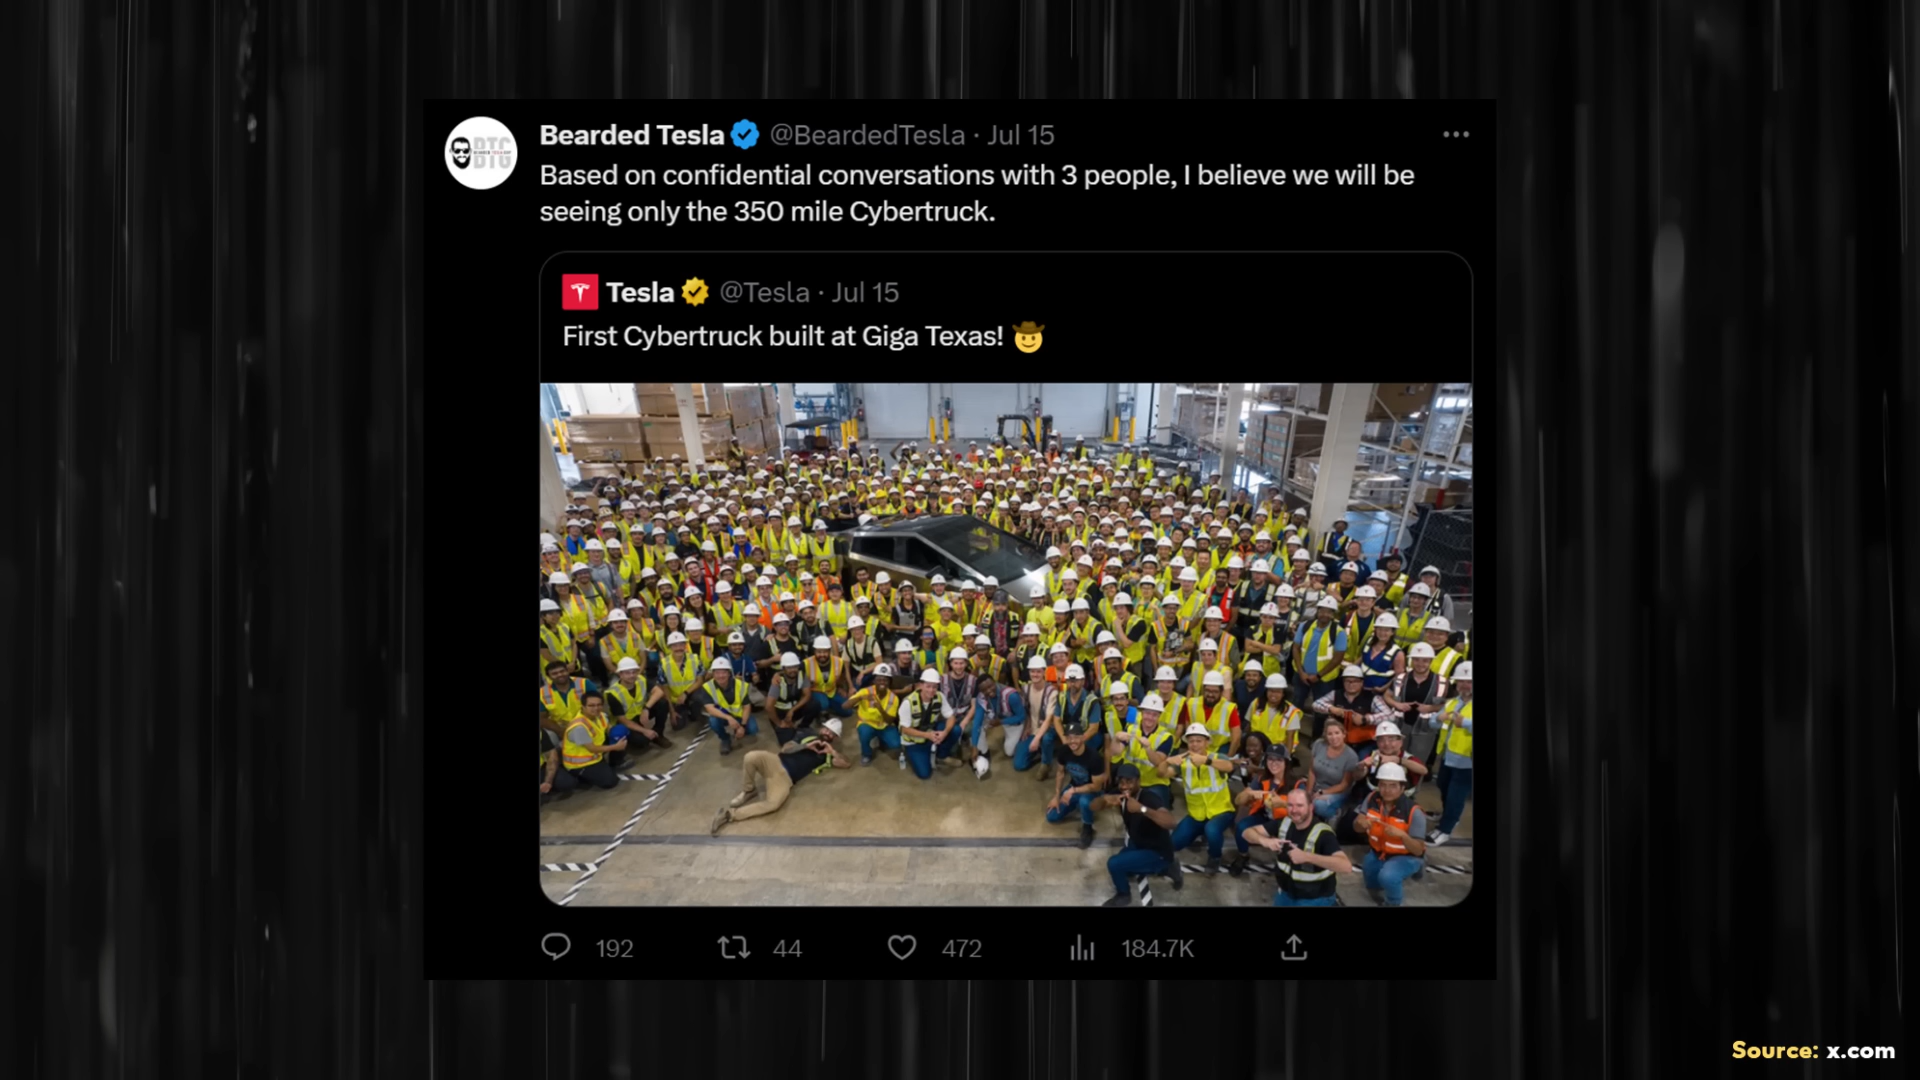 Bearded Tesla @BeardedTesla · Jul 15
Based on confidential conversations with 3 people, I believe we will be
seeing only the 350 mile Cybertruck.
Tesla @Tesla · Jul 15
First Cybertruck built at Giga Texas! 🤠
192 44 472 184.7K
BTG
Source: x.com